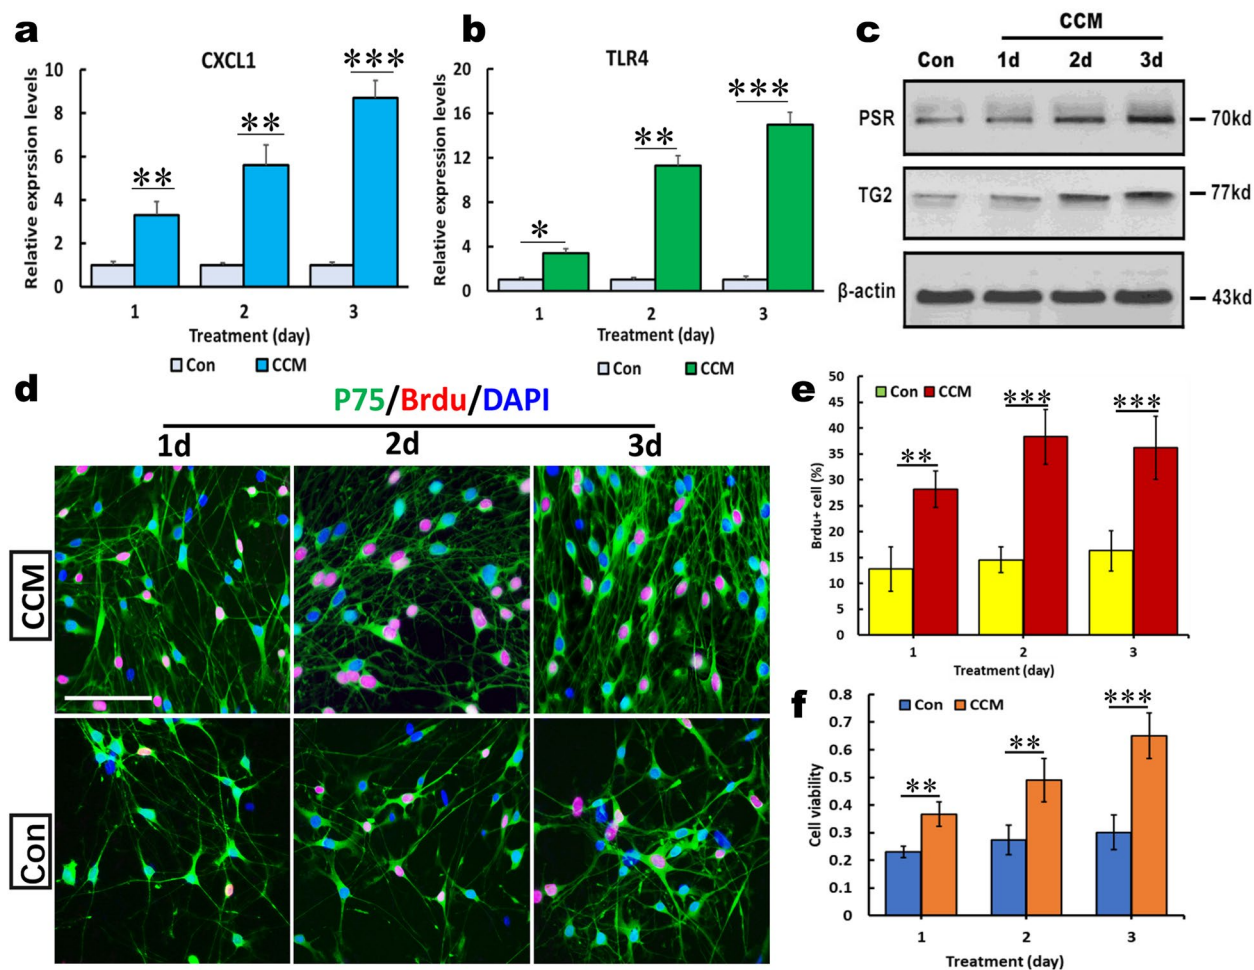 a
CXCL1
Relative exprssion levels
10
8
6
4
2
0
**
**
***
1 2 3
Treatment (day)
Con CCM
b
TLR4
Relative expression levels
20
16
12
8
4
0
*
**
***
1 2 3
Treatment (day)
Con CCM
c
CCM
Con 1d 2d 3d
PSR 70kd
TG2 77kd
β-actin 43kd
d
P75/Brdu/DAPI
1d 2d 3d
CCM
Con
e
Con CCM
Brdu+ cell (%)
50
45
40
35
30
25
20
15
10
5
0
**
***
***
1 2 3
Treatment (day)
f
Con CCM
Cell viability
0.8
0.7
0.6
0.5
0.4
0.3
0.2
0.1
0
**
**
***
1 2 3
Treatment (day)